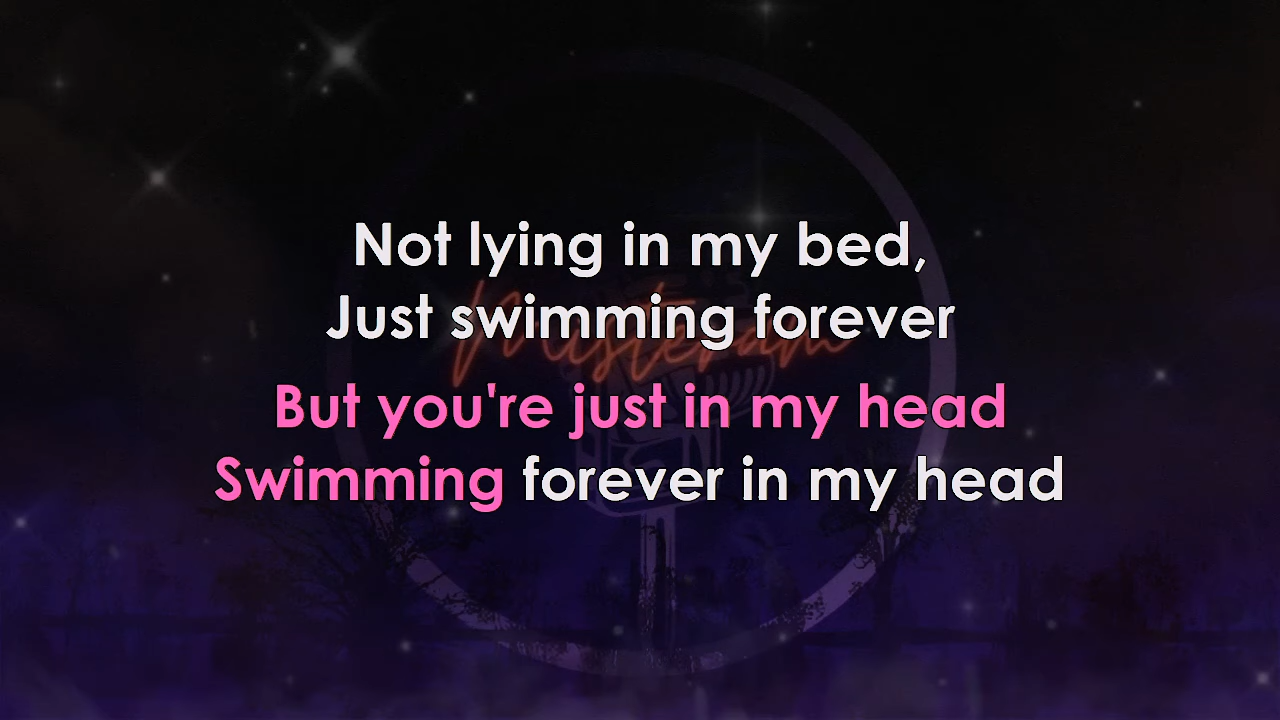 Not lying in my bed,
Just swimming forever
Misteram
But you're just in my head
Swimming forever in my head